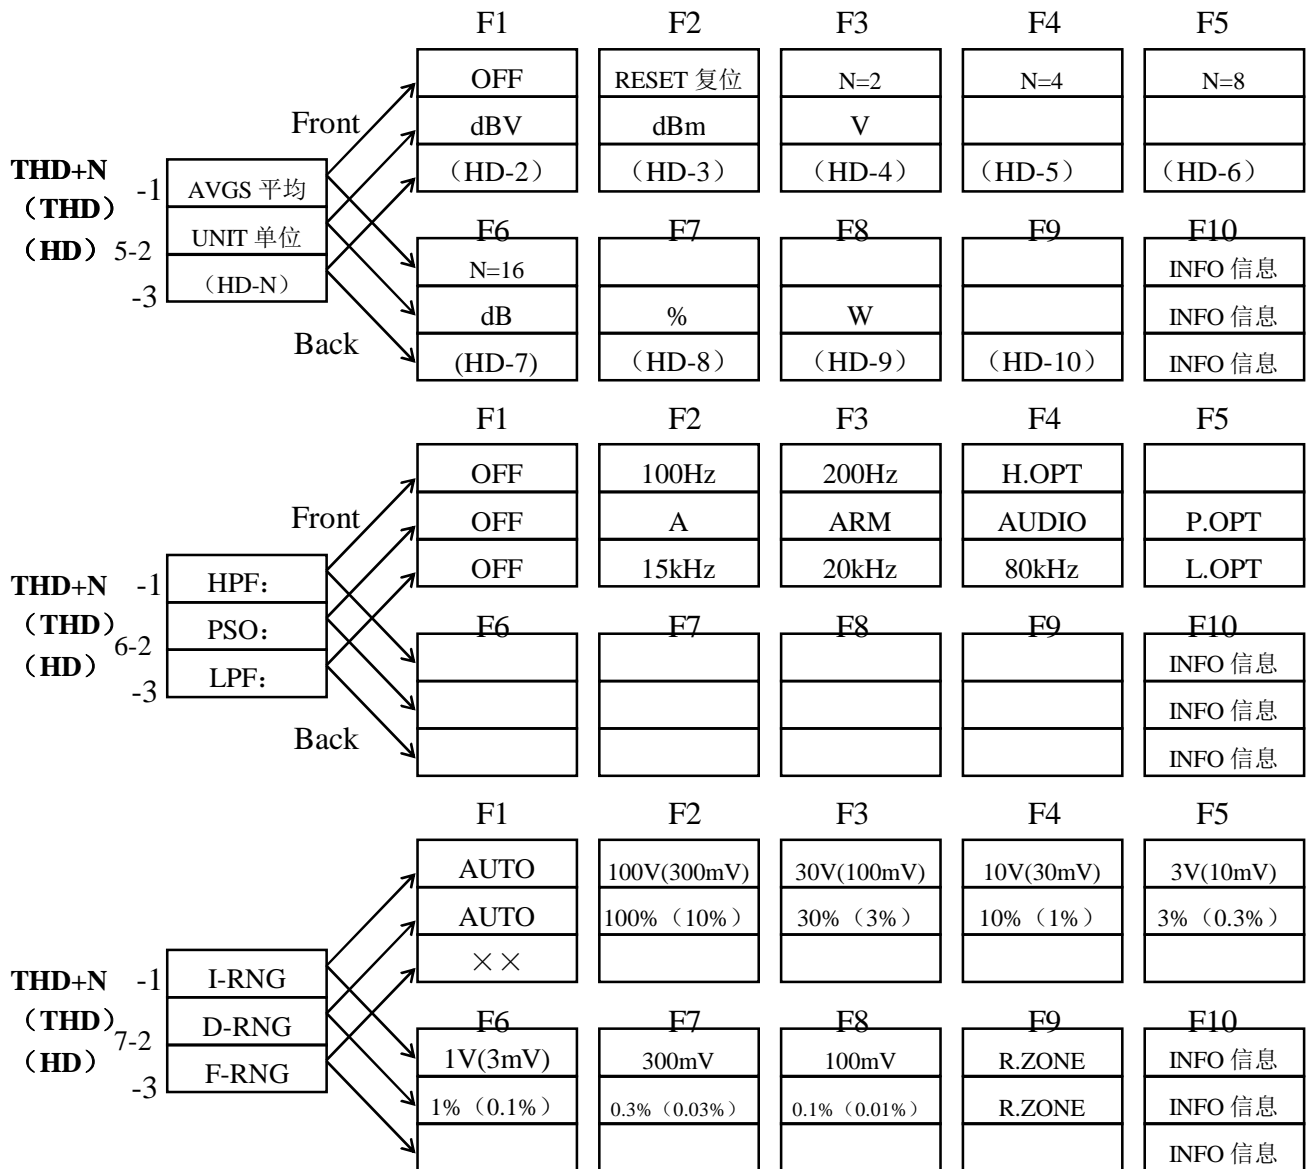 F1 F2 F3 F4 F5
OFF RESET 复位 N=2 N=4 N=8
Front dBV dBm V
THD+N （HD-2） （HD-3） （HD-4） （HD-5） （HD-6）
-1 AVGS 平均
（THD）
5-2 UNIT 单位
（HD） F6 F7 F8 F9 F10
-3 （HD-N） N=16 INFO 信息
dB % W INFO 信息
Back (HD-7) （HD-8） （HD-9） （HD-10） INFO 信息
F1 F2 F3 F4 F5
OFF 100Hz 200Hz H.OPT
Front OFF A ARM AUDIO P.OPT
OFF 15kHz 20kHz 80kHz L.OPT
THD+N -1 HPF：
（THD） PSO： F6 F7 F8 F9 F10
6-2
（HD） INFO 信息
-3 LPF： INFO 信息
Back INFO 信息
F1 F2 F3 F4 F5
AUTO 100V(300mV) 30V(100mV) 10V(30mV) 3V(10mV)
AUTO 100%（10%） 30%（3%） 10%（1%） 3%（0.3%）
××
THD+N -1 I-RNG
（THD） D-RNG F6 F7 F8 F9 F10
7-2
（HD） 1V(3mV) 300mV 100mV R.ZONE INFO 信息
-3 F-RNG
1%（0.1%） 0.3%（0.03%） 0.1%（0.01%） R.ZONE INFO 信息
INFO 信息